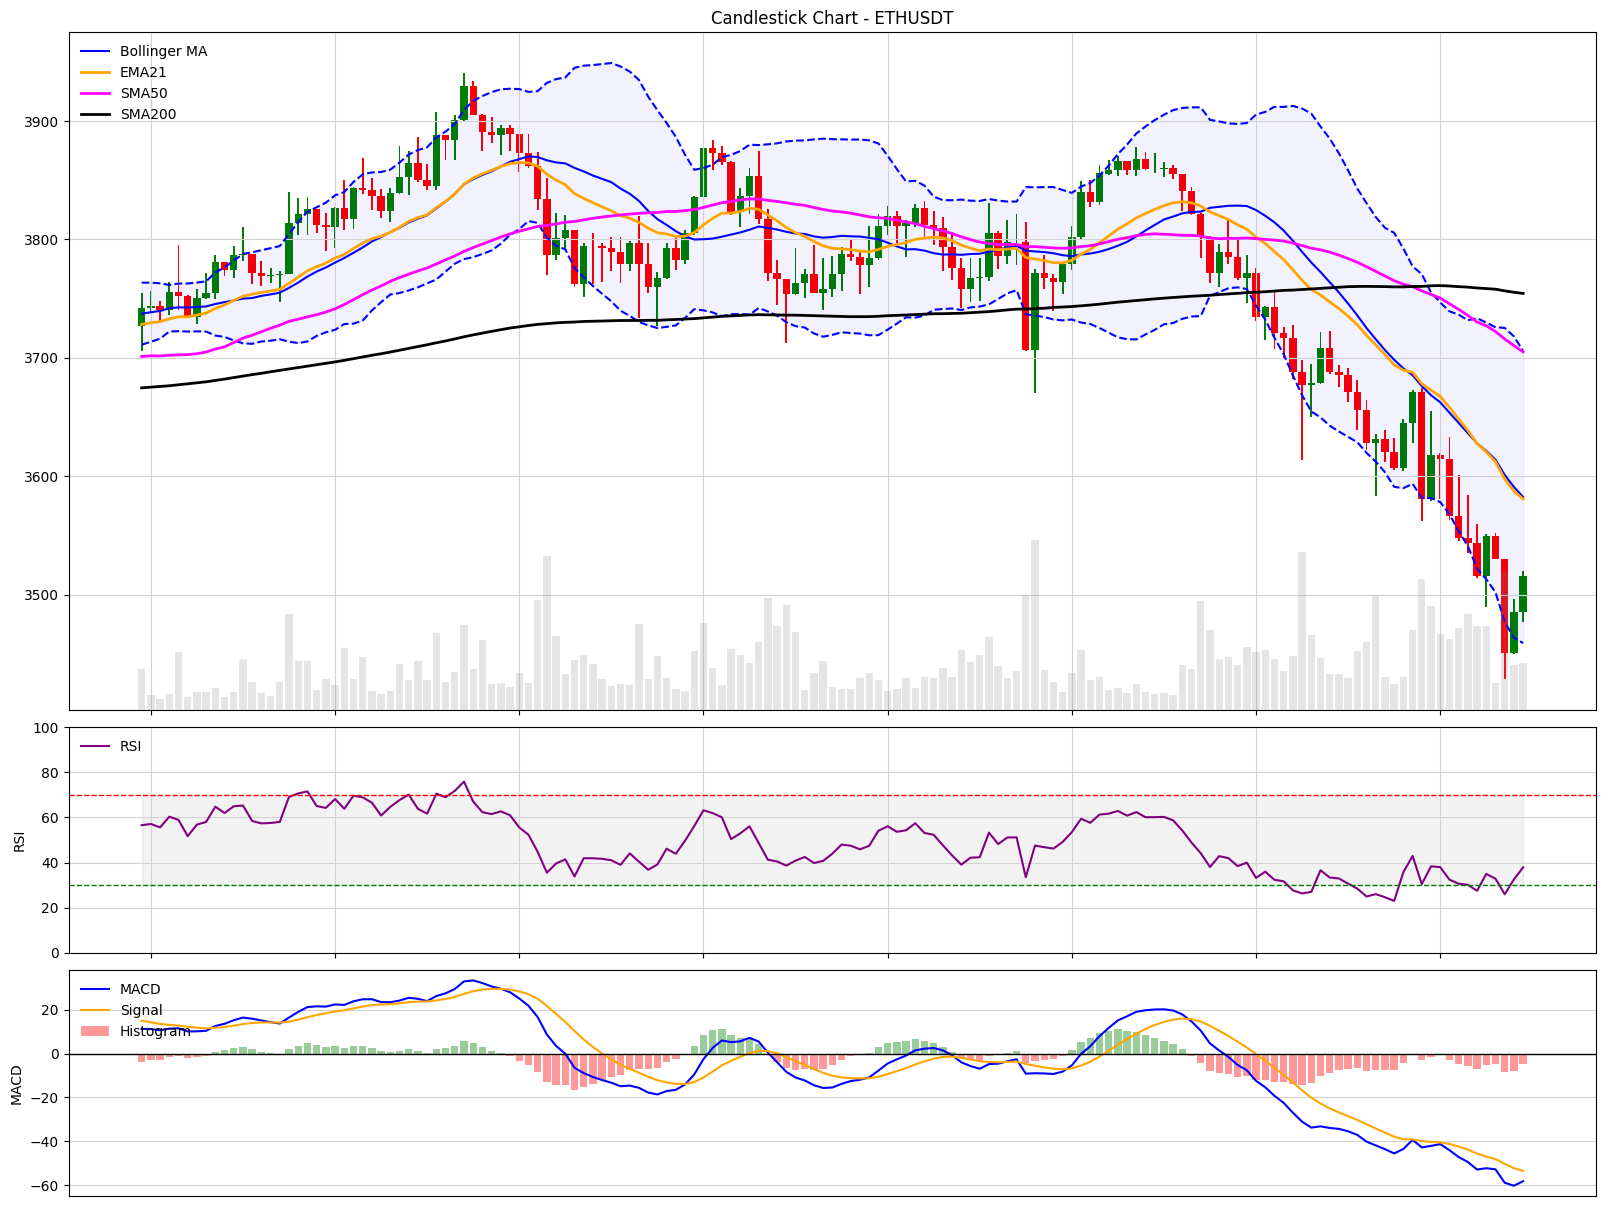 Candlestick Chart - ETHUSDT
Bollinger MA
EMA21
SMA50
SMA200
3900
3800
3700
3600
3500
100
80
60
40
20
0
RSI
RSI
20
0
−20
−40
−60
MACD
MACD
Signal
Histogram